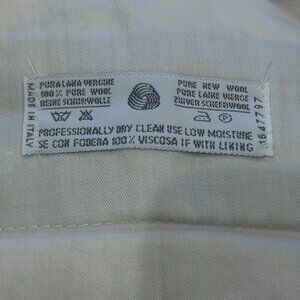 PURA LANA VERGINE
100% PURE WOOL
REINE SCHURWOLLE
PURE NEW WOOL
PURE LAINE VIERGE
ZUIVER SCHEERWOOL
MADE IN ITALY
1647797
PROFESSIONALLY DRY CLEAN USE LOW MOISTURE
SE CON FODERA 100% VISCOSA IF WITH LINING